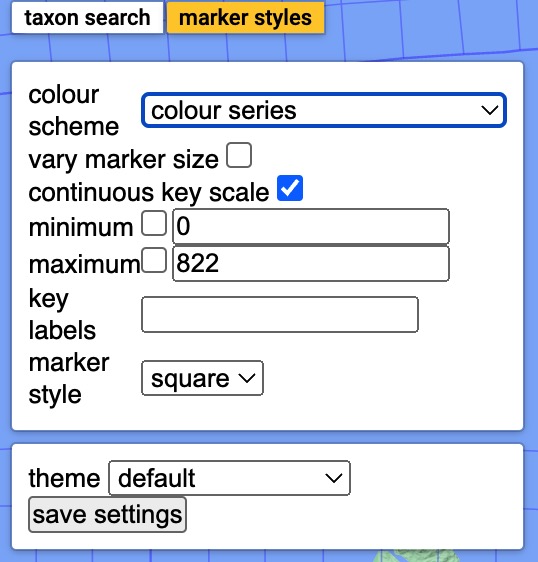 taxon search marker styles
colour
scheme colour series
vary marker size
continuous key scale
minimum 0
maximum 822
key
labels
marker
style square
theme default
save settings